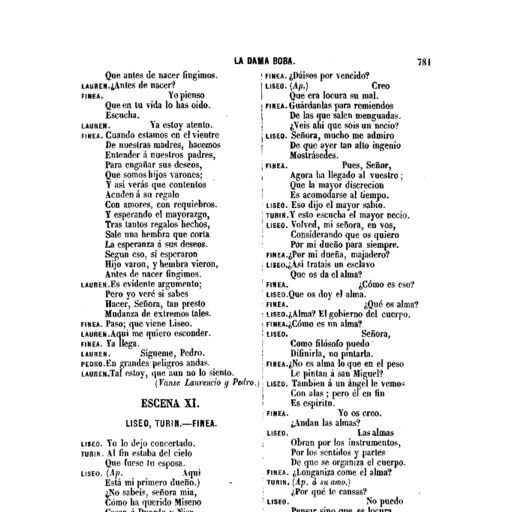 LA DAMA BOBA. 781
Que antes de nacer fingimos.
LAUREN. ¿Antes de nacer?
FINEA. Yo pienso
Que en tu vida lo has oido.
Escucha.
LAUREN. Ya estoy atento.
FINEA. Cuando estamos en el vientre
De nuestras madres, hacemos
Entender á nuestros padres,
Para engañar sus deseos,
Que somos hijos varones;
Y asi verás que contentos
Acuden á su regalo
Con amores, con requiebros.
Y esperando el mayorazgo,
Tras tantos regalos hechos,
Sale una hembra que corta
La esperanza á sus deseos.
Segun eso, si esperaron
Hijo varon, y hembra vieron,
Antes de nacer fingimos.
LAUREN. Es evidente argumento;
Pero yo veré si sabes
Hacer, Señora, tan presto
Mudanza de extremos tales.
FINEA. Paso; que viene Liseo.
LAUREN. Aquí me quiero esconder.
FINEA. Ya llega.
LAUREN. Sigueme, Pedro.
PEDRO. En grandes peligros andas.
LAUREN. Tal estoy, que aun no lo siento.
(Vanse Laurencio y Pedro.)
ESCENA XI.
LISEO, TURIN.—FINEA.
LISEO. Yo lo dejo concertado.
TURIN. Al fin estaba del cielo
Que fuese tu esposa.
LISEO. (Ap. Aqui
Está mi primero dueño.)
¿No sabeis, señora mia,
Cómo ha querido Miseno
FINEA. ¿Dáisos por vencido?
LISEO. (Ap.) Creo
Que era locura su mal.
FINEA. Guárdanlas para remiendos
De las que salen menguadas.
¿Veis ahi que sois un necio?
LISEO. Señora, mucho me admiro
De que ayer tan alto ingenio
Mostrásedes.
FINEA. Pues, Señor,
Agora ha llegado al vuestro;
Que la mayor discrecion
Es acomodarse al tiempo.
LISEO. Eso dijo el mayor sabio.
TURIN. Y esto escucha el mayor necio.
LISEO. Volved, mi señora, en vos,
Considerando que os quiero
Por mi dueño para siempre.
FINEA. ¿Por mi dueña, majadero?
LISEO. ¿Asi tratais un esclavo
Que os da el alma?
FINEA. ¿Cómo es eso?
LISEO. Que os doy el alma.
FINEA. ¿Qué es alma?
LISEO. ¿Alma? El gobierno del cuerpo.
FINEA. ¿Cómo es un alma?
LISEO. Señora,
Como filósofo puedo
Difinirla, no pintarla.
FINEA. ¿No es alma lo que en el peso
Le pintan á san Miguel?
LISEO. Tambien á un ángel le vemos
Con alas; pero él en fin
Es espiritu.
FINEA. Yo os creo.
¿Andan las almas?
LISEO. Las almas
Obran por los instrumentos,
Por los sentidos y partes
De que se organiza el cuerpo.
FINEA. ¿Longaniza come el alma?
TURIN. (Ap. á su amo.)
¿Por qué te cansas?
LISEO. No puedo